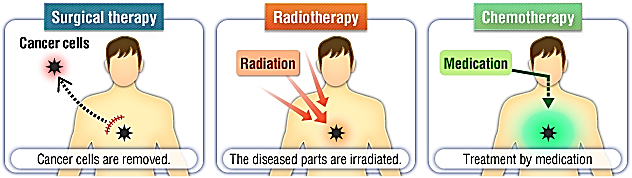 Surgical therapy
Cancer cells
Cancer cells are removed.
Radiotherapy
Radiation
The diseased parts are irradiated.
Chemotherapy
Medication
Treatment by medication